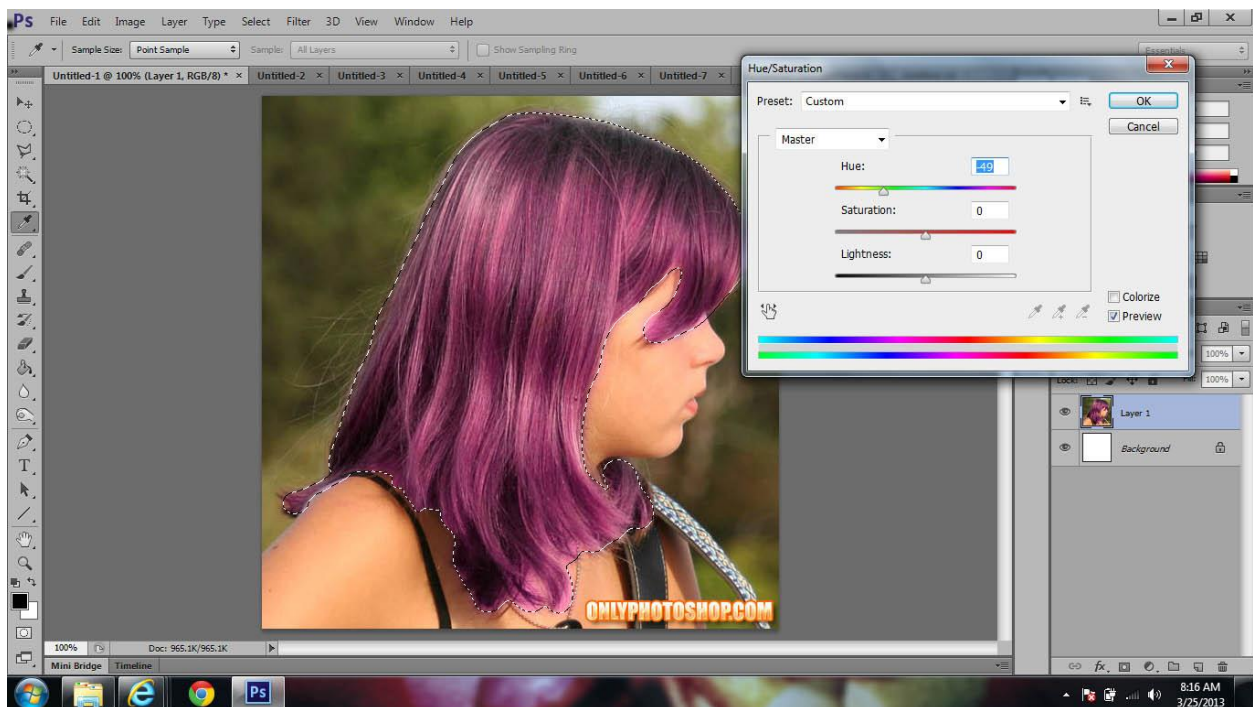 Ps File Edit Image Layer Type Select Filter 3D View Window Help
Sample Size: Point Sample Sample: All Layers Show Sampling Ring Essentials
Untitled-1 @ 100% (Layer 1, RGB/8) * × Untitled-2 × Untitled-3 × Untitled-4 × Untitled-5 × Untitled-6 × Untitled-7 ×
Hue/Saturation
Preset: Custom
OK
Cancel
Master
Hue: -49
Saturation: 0
Lightness: 0
Colorize
Preview
100%
Lock: Fill: 100%
Layer 1
Background
ONLYPHOTOSHOP.COM
100% Doc: 965.1K/965.1K
Mini Bridge Timeline
fx
Ps
8:16 AM
3/25/2013